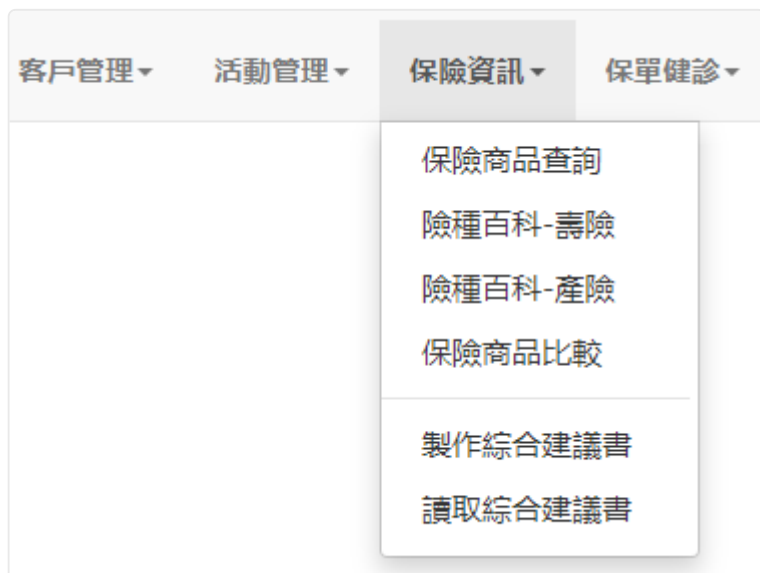 客戶管理 活動管理 保險資訊 保單健診
保險商品查詢
險種百科-壽險
險種百科-產險
保險商品比較
製作綜合建議書
讀取綜合建議書